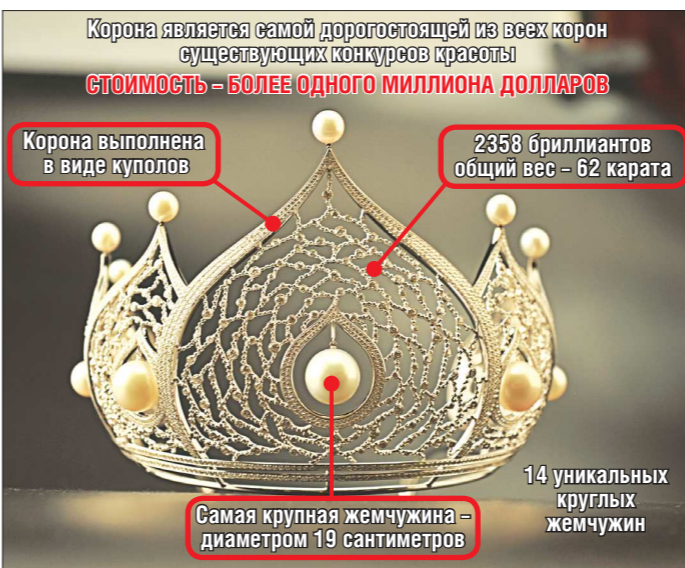 Корона является самой дорогостоящей из всех корон
существующих конкурсов красоты
СТОИМОСТЬ – БОЛЕЕ ОДНОГО МИЛЛИОНА ДОЛЛАРОВ
Корона выполнена
в виде куполов
2358 бриллиантов
общий вес – 62 карата
14 уникальных
круглых
жемчужин
Самая крупная жемчужина –
диаметром 19 сантиметров